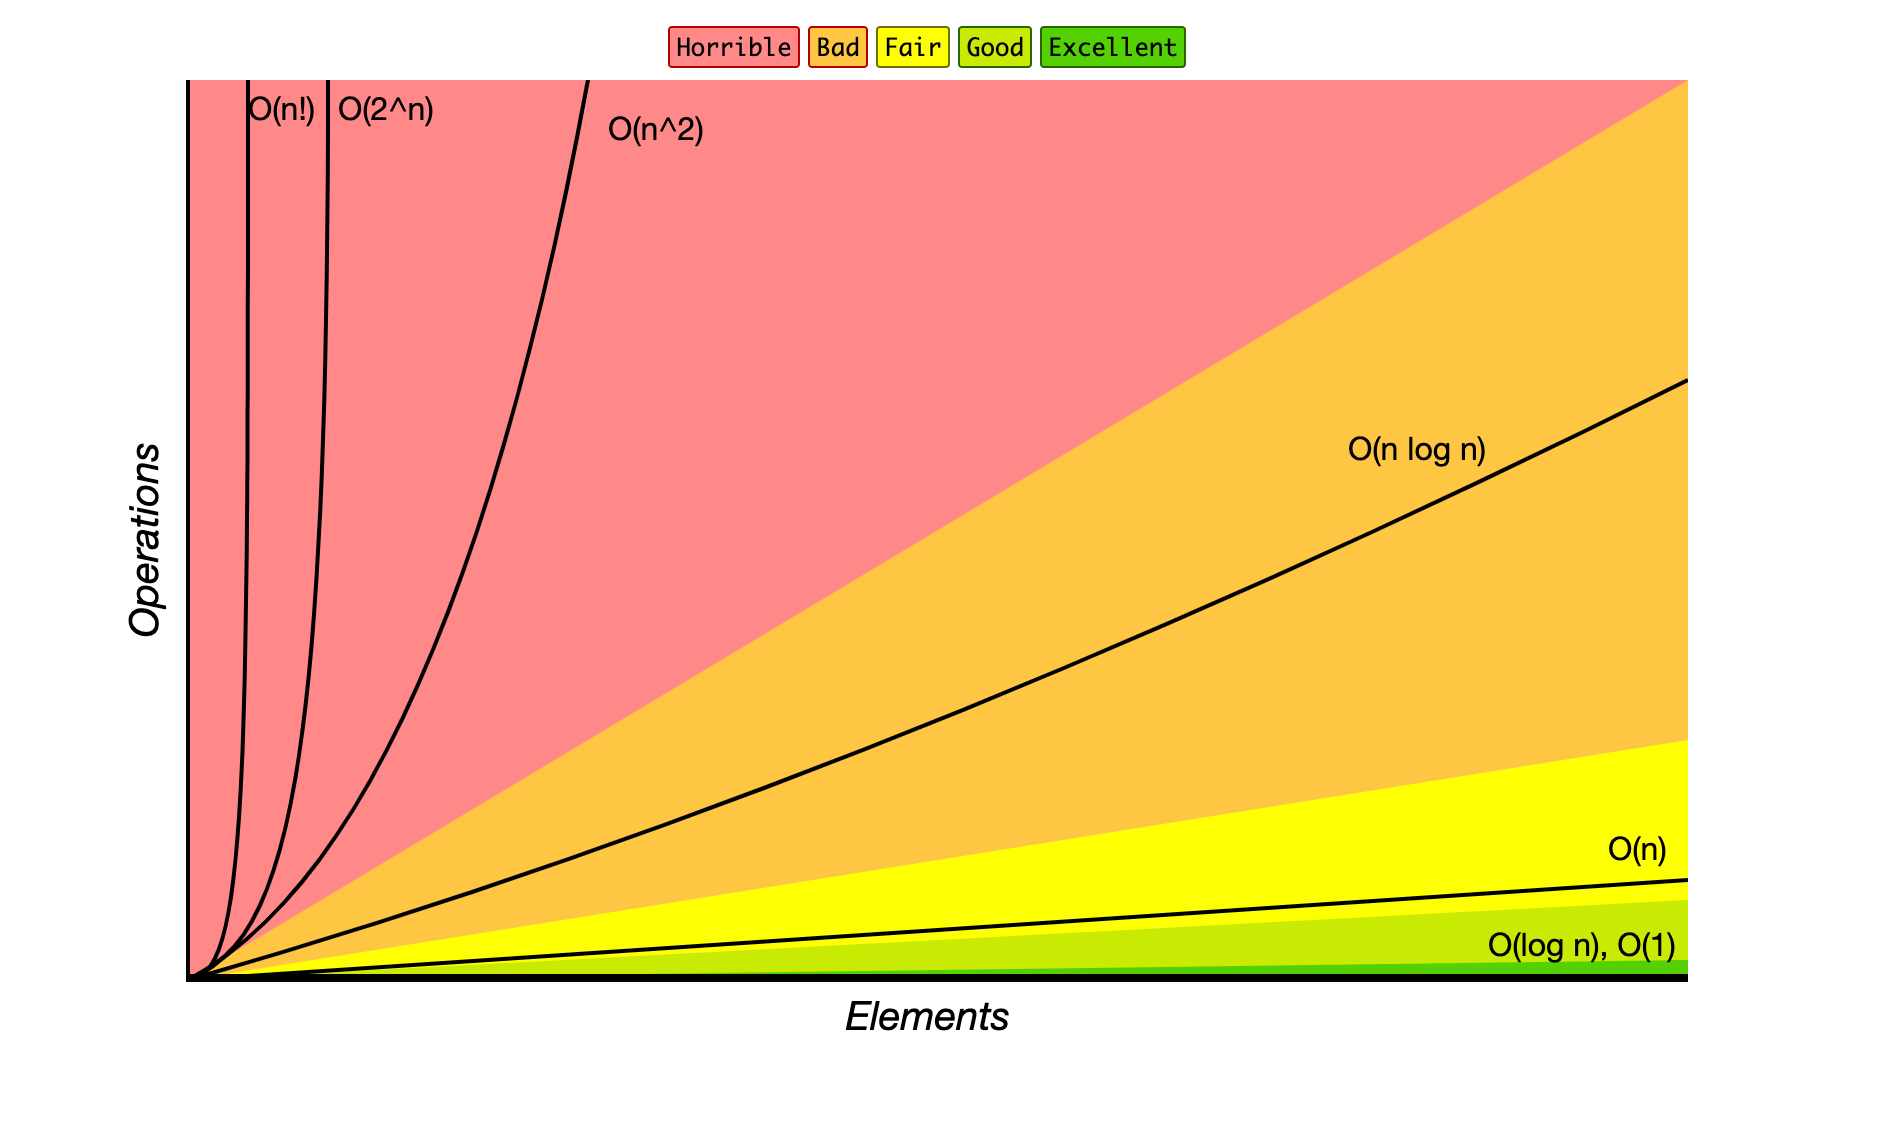 Horrible Bad Fair Good Excellent
O(n!) O(2^n)
O(n^2)
O(n log n)
Operations
O(n)
O(log n), O(1)
Elements